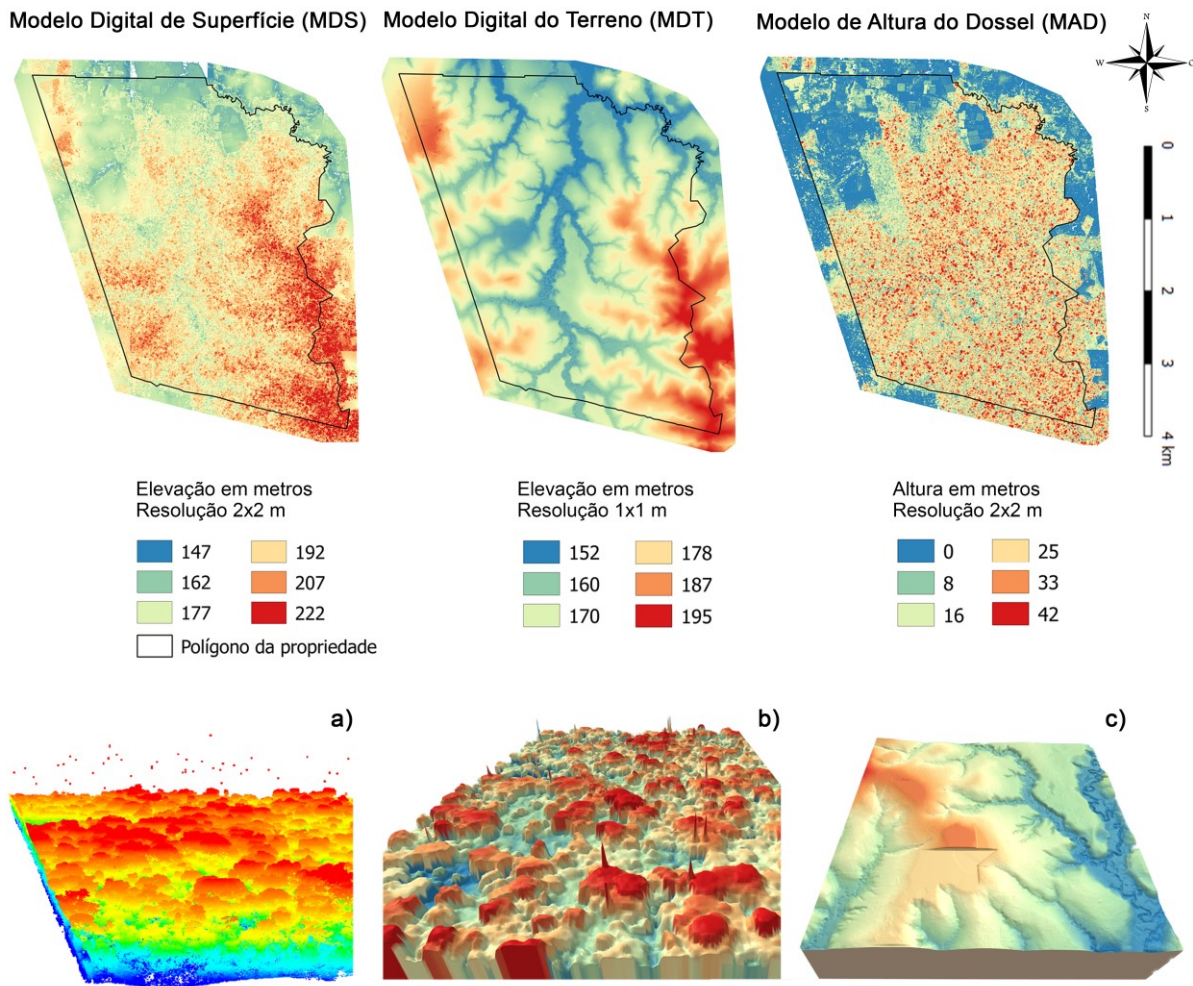 Modelo Digital de Superfície (MDS)
Modelo Digital do Terreno (MDT)
Modelo de Altura do Dossel (MAD)
N
W
C
S
0
1
2
3
4 km
Elevação em metros
Resolução 2x2 m
147
192
162
207
177
222
Polígono da propriedade
Elevação em metros
Resolução 1x1 m
152
178
160
187
170
195
Altura em metros
Resolução 2x2 m
0
25
8
33
16
42
a)
b)
c)